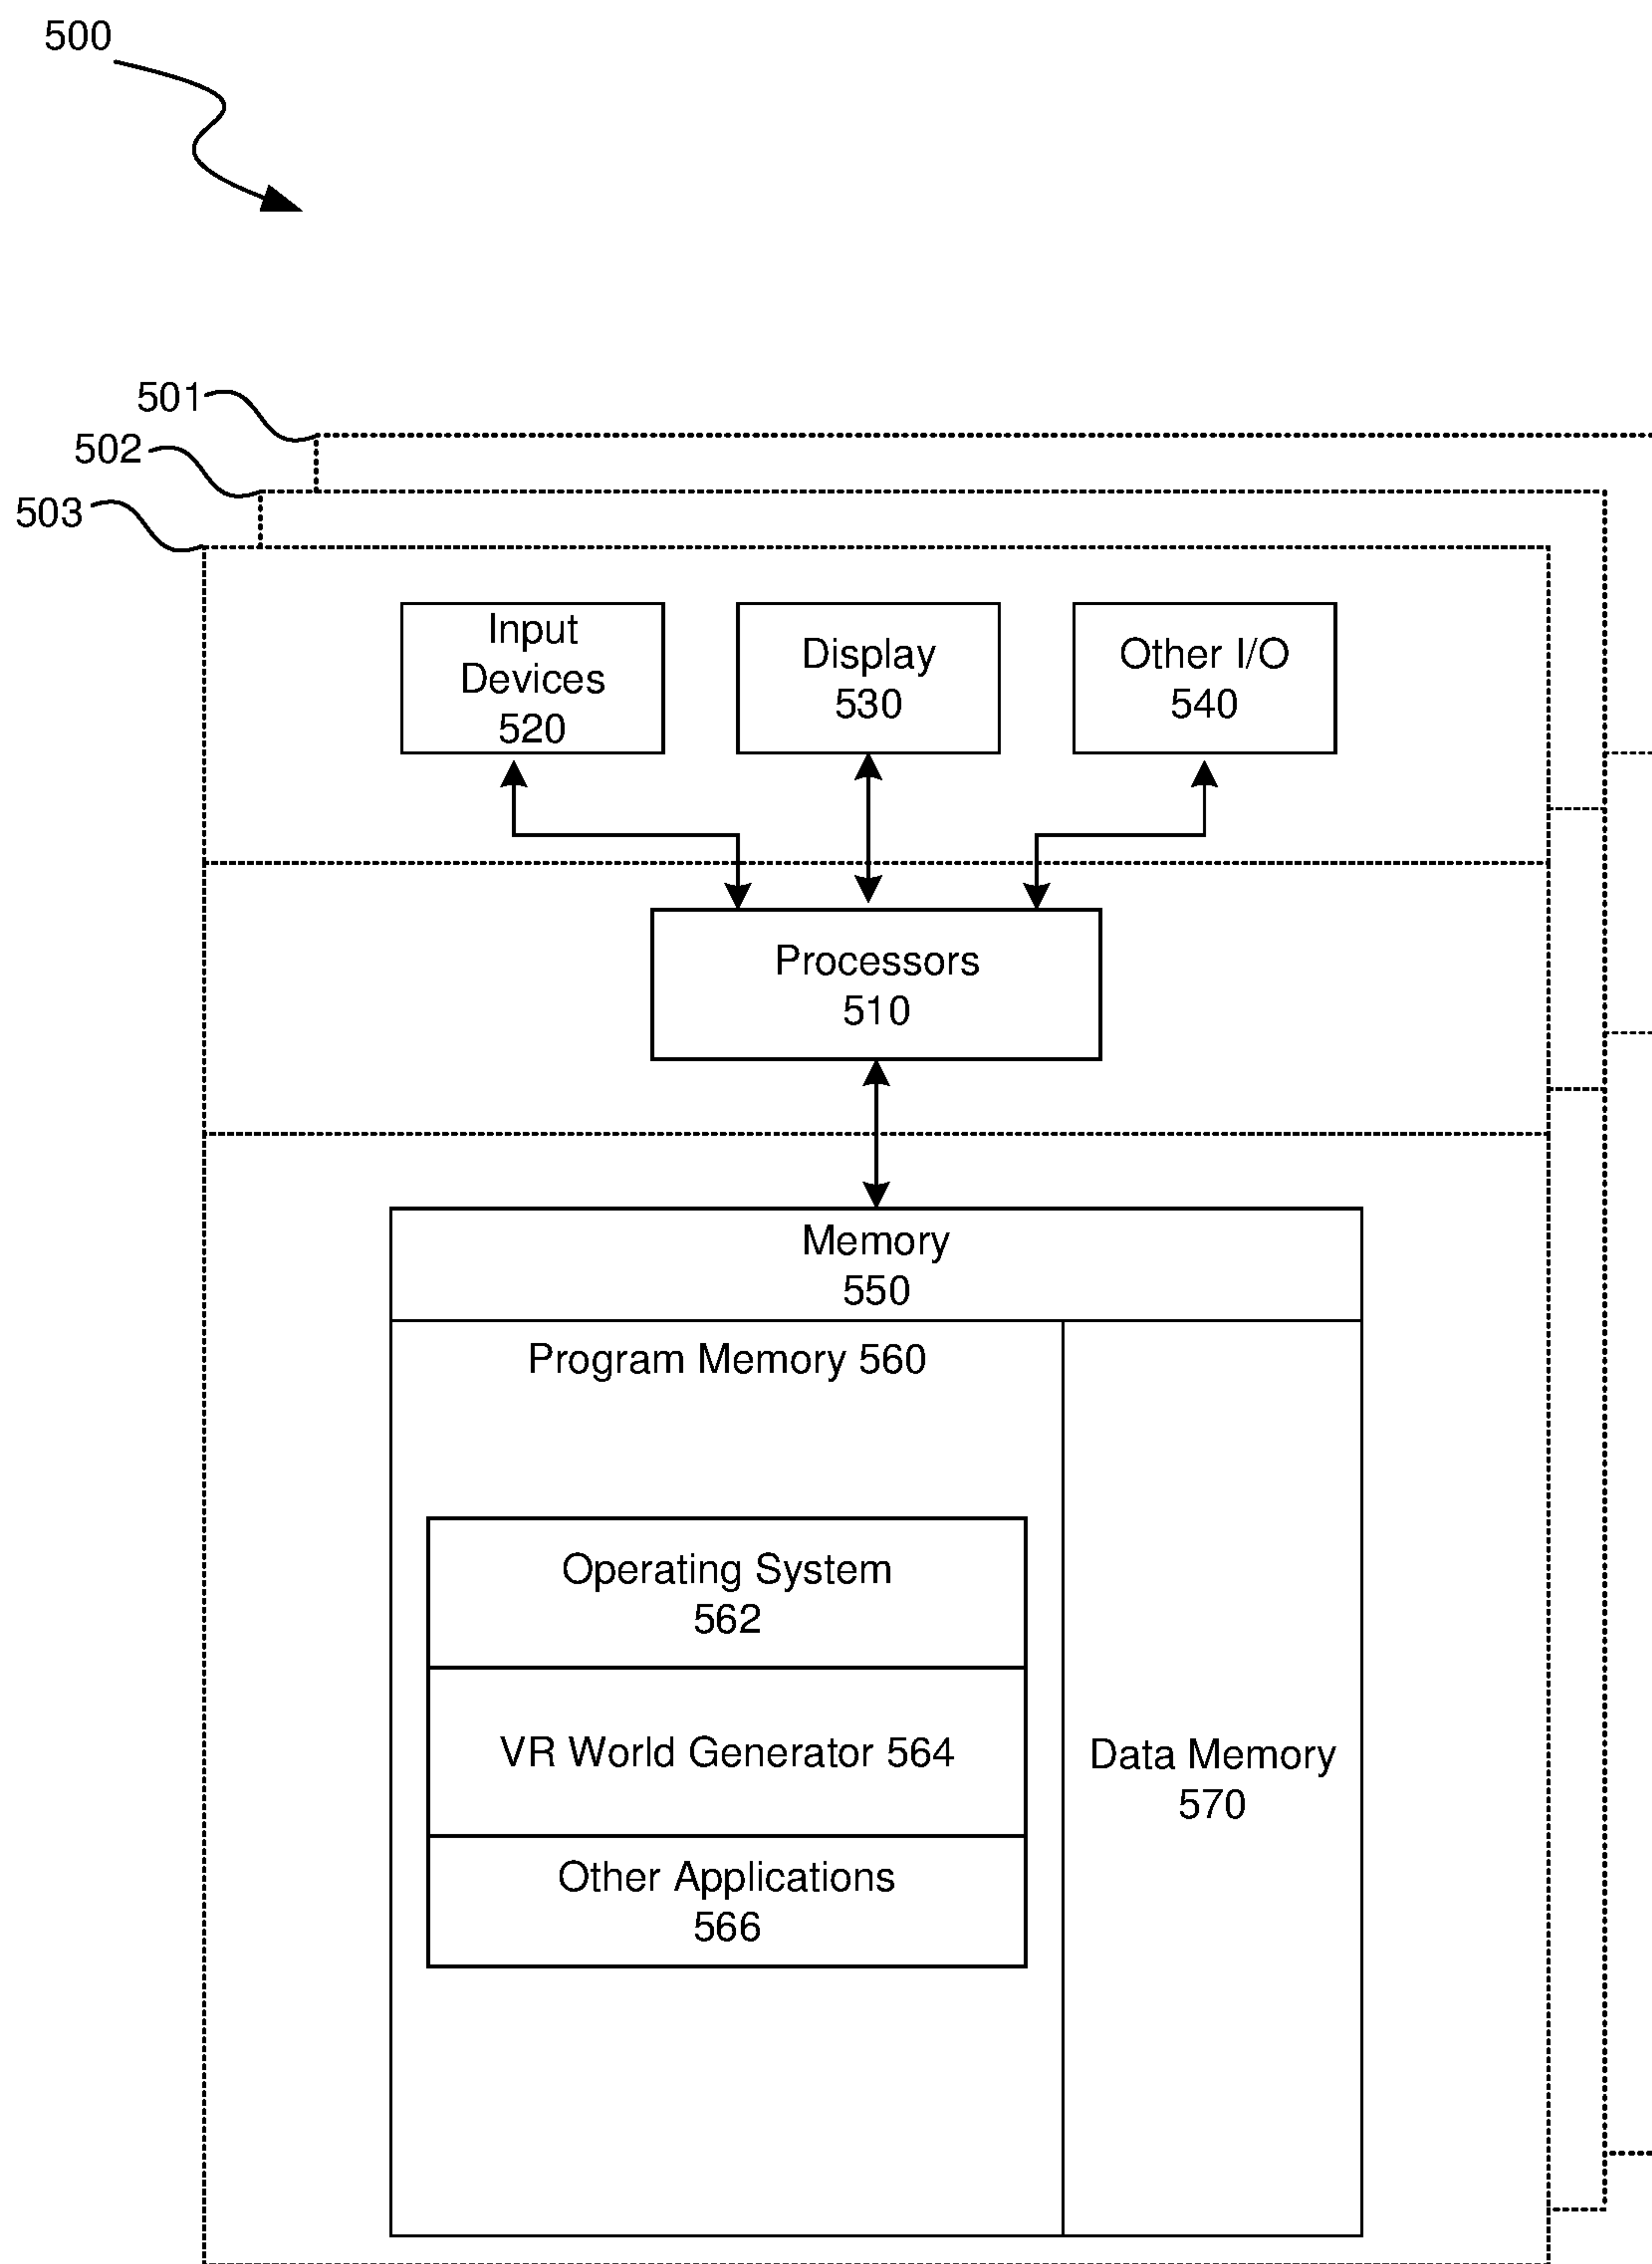 500
501
502
503
Input
Devices
520
Display
530
Other I/O
540
Processors
510
Memory
550
Program Memory 560
Operating System
562
VR World Generator 564
Other Applications
566
Data Memory
570